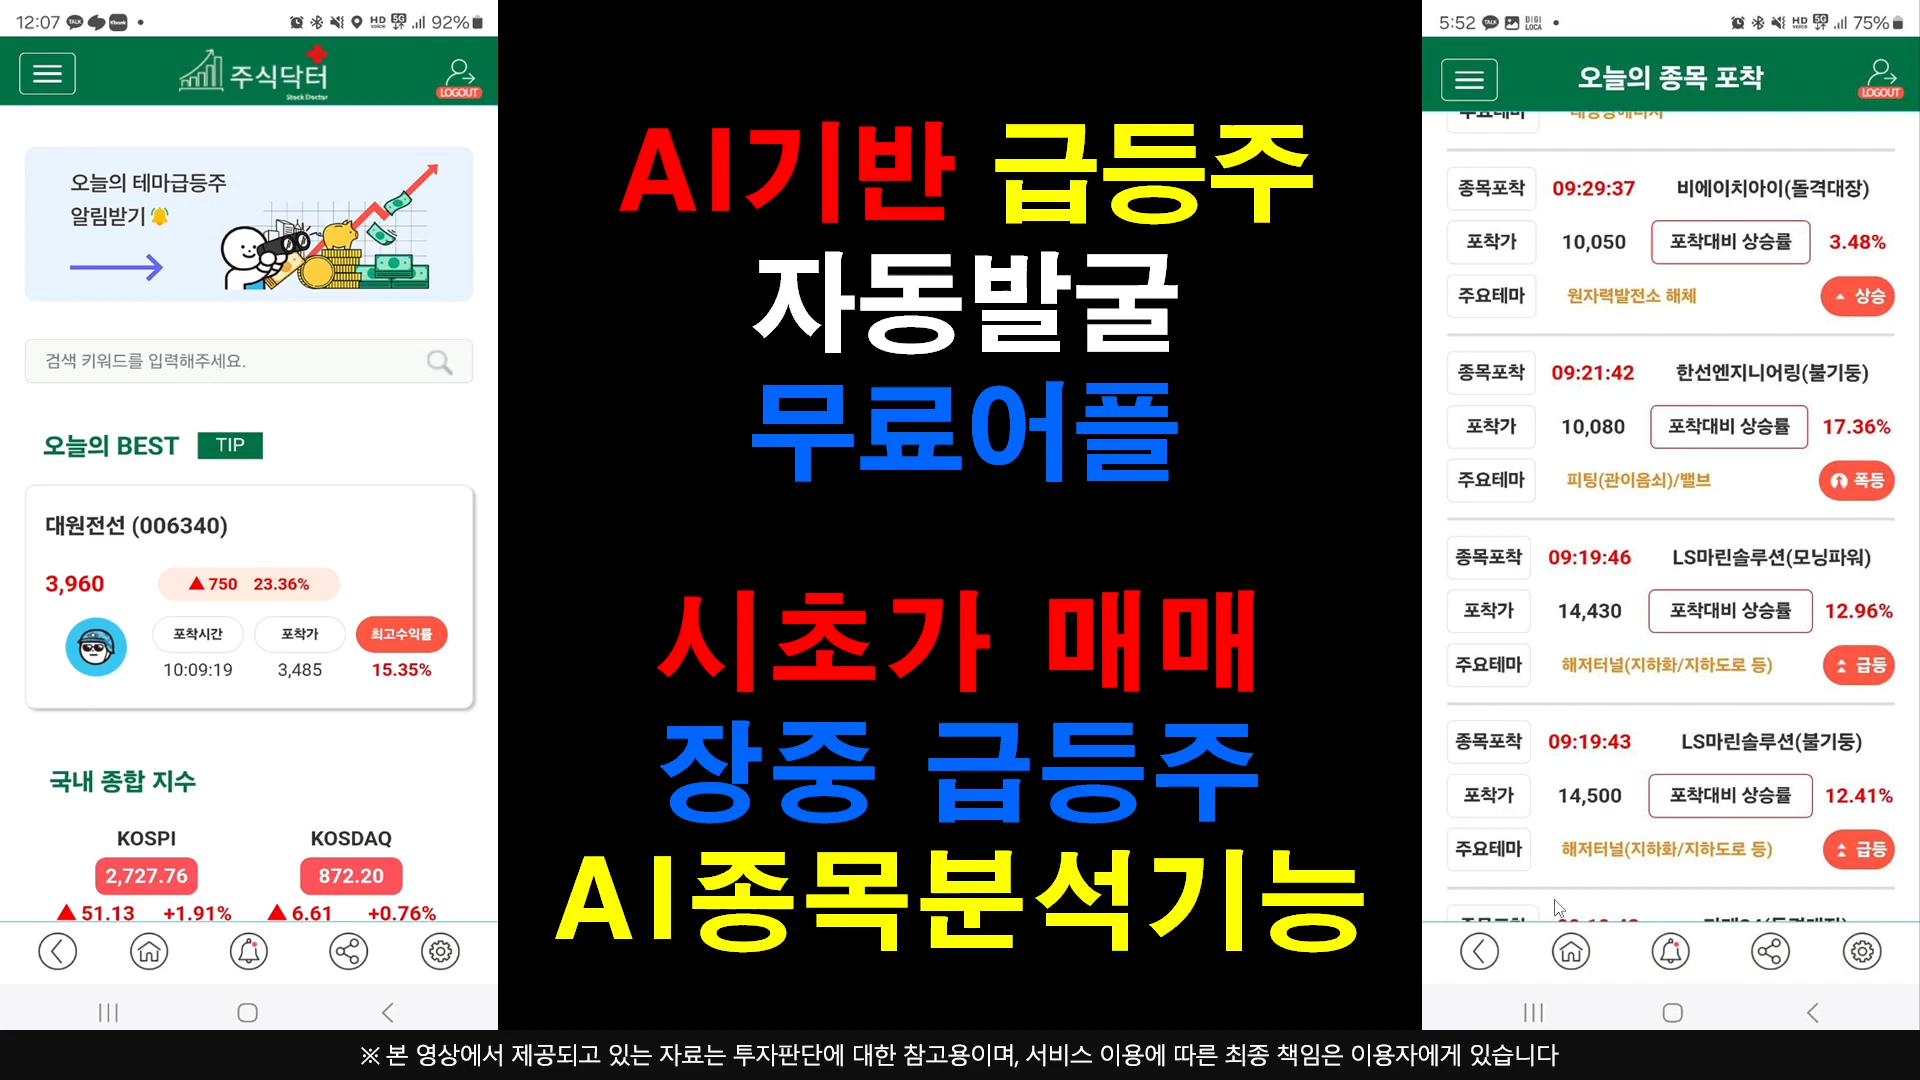 12:07
92%
주식닥터
Stock Doctor
LOGOUT
오늘의 테마급등주
알림받기
검색 키워드를 입력해주세요.
오늘의 BEST TIP
대원전선 (006340)
3,960 ▲ 750 23.36%
포착시간 포착가 최고수익률
10:09:19 3,485 15.35%
국내 종합 지수
KOSPI KOSDAQ
2,727.76 872.20
▲ 51.13 +1.91% ▲ 6.61 +0.76%
AI기반 급등주
자동발굴
무료어플
시초가 매매
장중 급등주
AI종목분석기능
5:52
75%
오늘의 종목 포착
LOGOUT
종목포착 09:29:37 비에이치아이(돌격대장)
포착가 10,050 포착대비 상승률 3.48%
주요테마 원자력발전소 해체 상승
종목포착 09:21:42 한선엔지니어링(불기둥)
포착가 10,080 포착대비 상승률 17.36%
주요테마 피팅(관이음쇠)/밸브 폭등
종목포착 09:19:46 LS마린솔루션(모닝파워)
포착가 14,430 포착대비 상승률 12.96%
주요테마 해저터널(지하화/지하도로 등) 급등
종목포착 09:19:43 LS마린솔루션(불기둥)
포착가 14,500 포착대비 상승률 12.41%
주요테마 해저터널(지하화/지하도로 등) 급등
※ 본 영상에서 제공되고 있는 자료는 투자판단에 대한 참고용이며, 서비스 이용에 따른 최종 책임은 이용자에게 있습니다